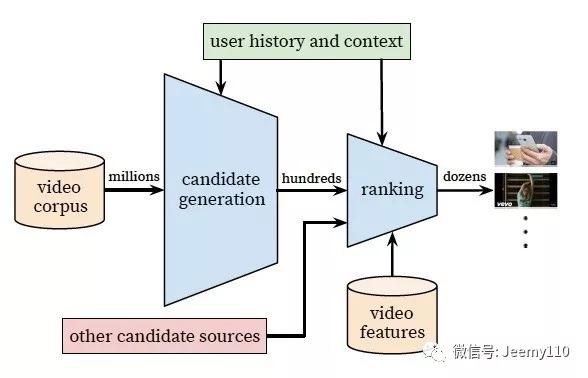 user history and context
video
corpus
millions
candidate
generation
hundreds
ranking
dozens
vevo
other candidate sources
video
features
微信号: Jeemy110